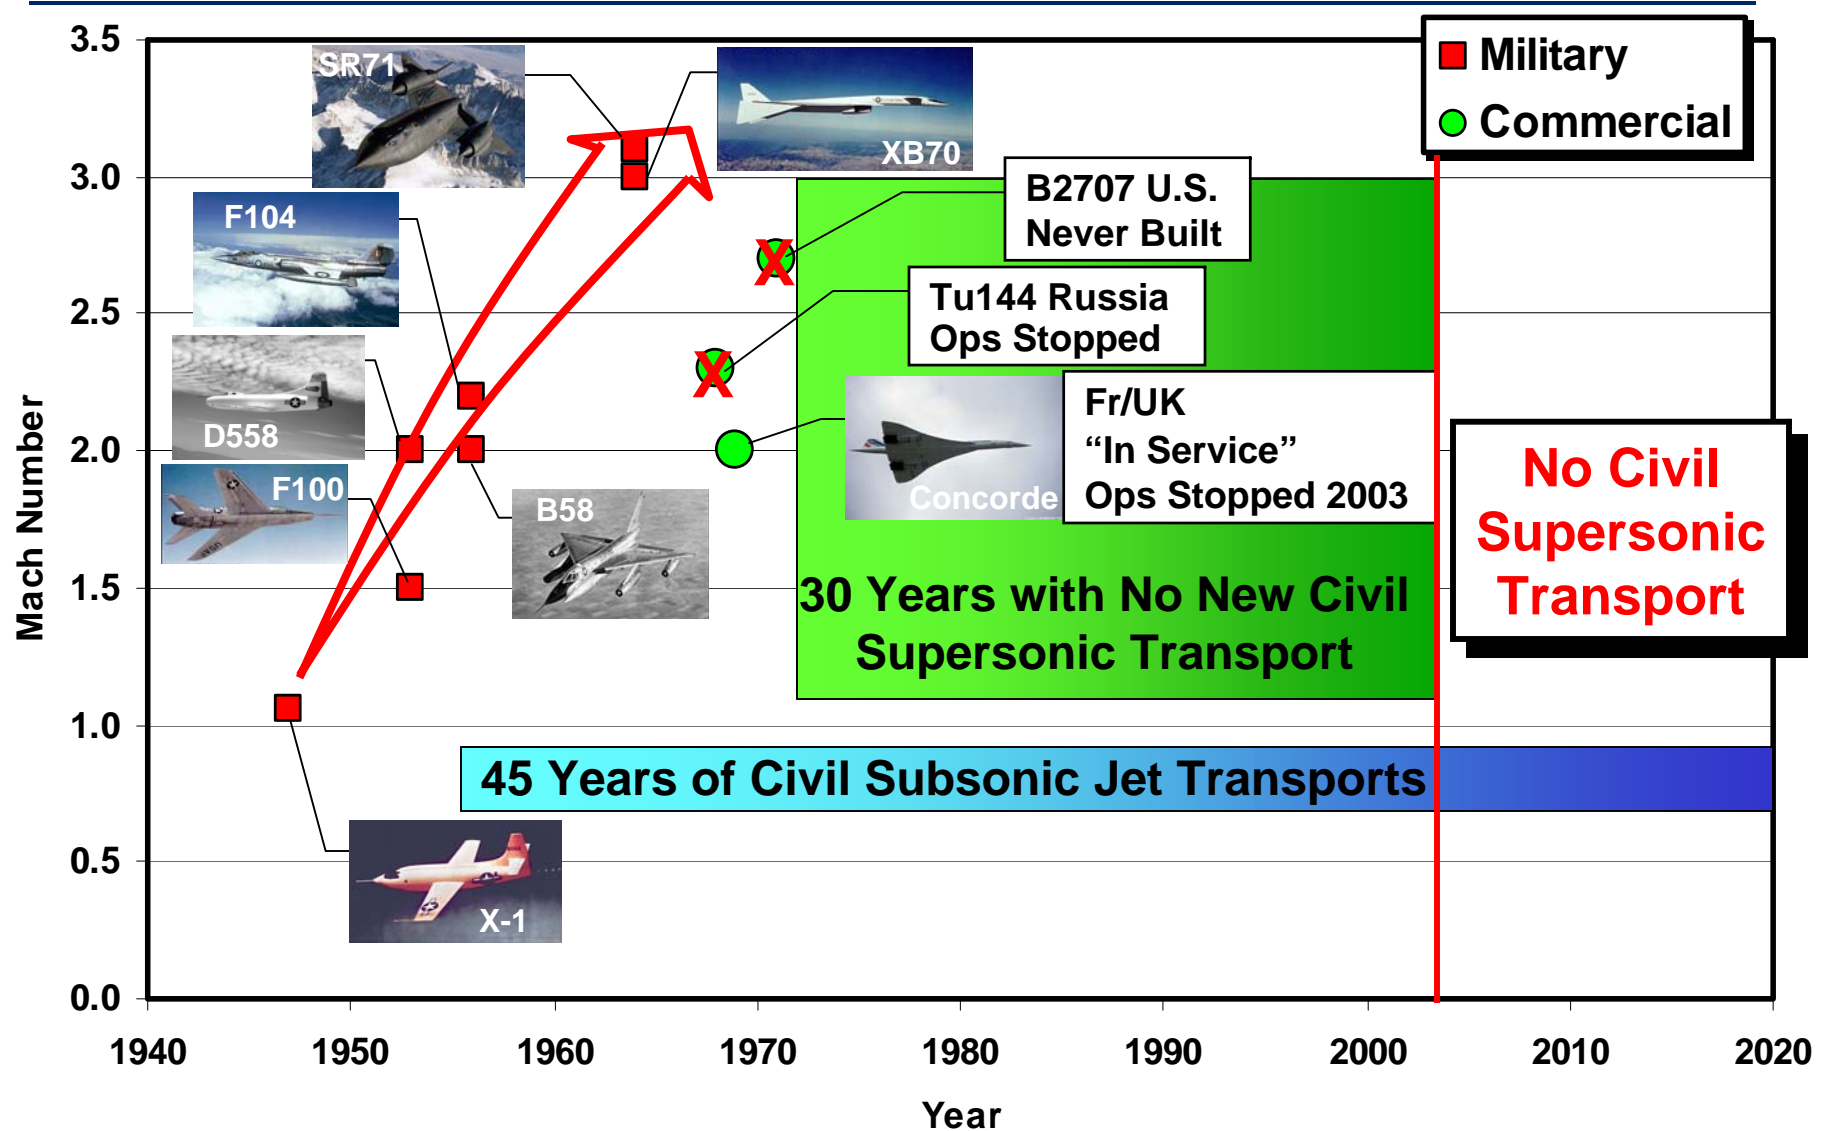 3.5
3.0
2.5
2.0
1.5
1.0
0.5
0.0
Mach Number
1940
1950
1960
1970
1980
1990
2000
2010
2020
Year
Military
Commercial
SR71
XB70
F104
D558
F100
B58
X-1
X
X
B2707 U.S.
Never Built
Tu144 Russia
Ops Stopped
Concorde
Fr/UK
“In Service”
Ops Stopped 2003
30 Years with No New Civil
Supersonic Transport
No Civil
Supersonic
Transport
45 Years of Civil Subsonic Jet Transports